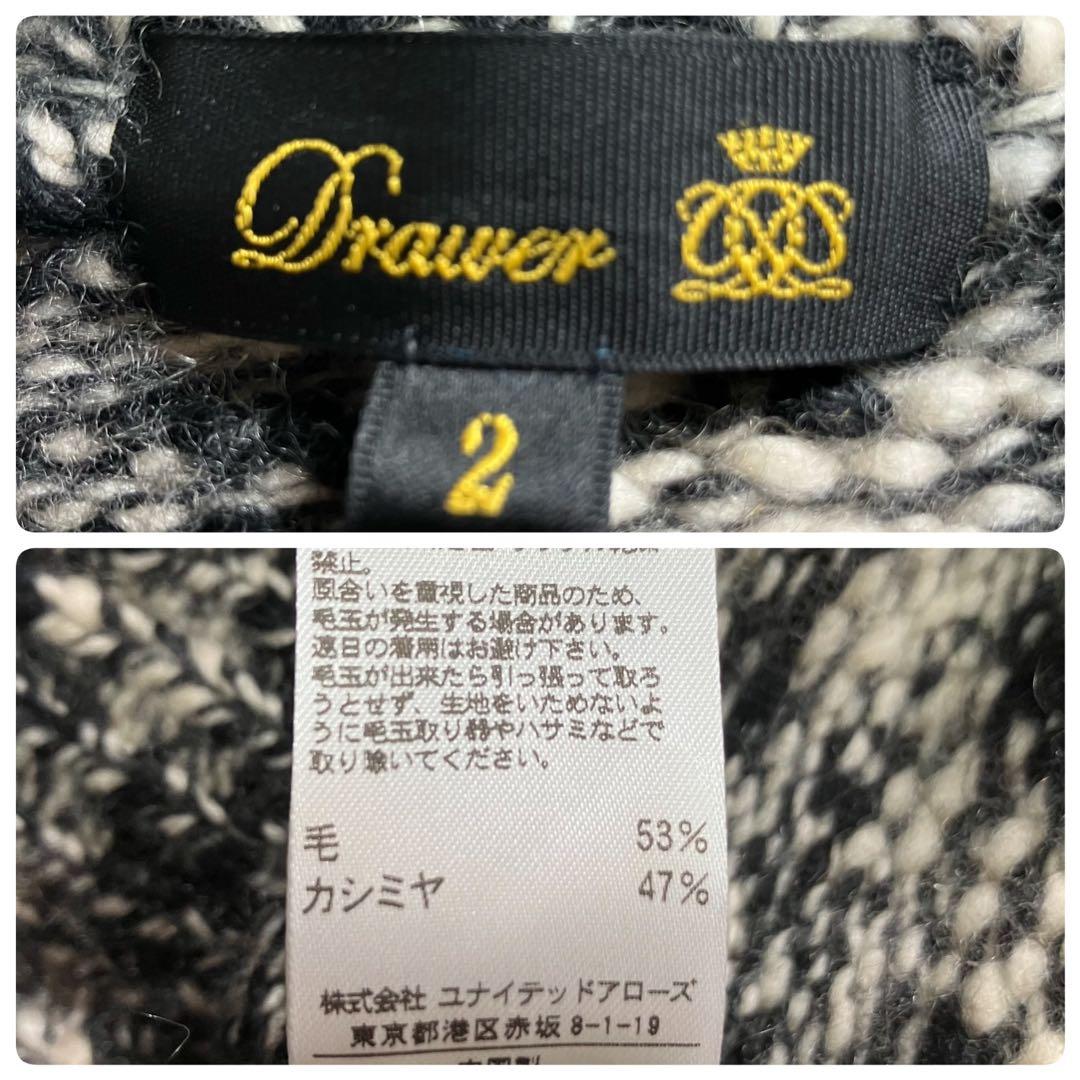 Drawer
2
禁止。
風合いを重視した商品のため、
毛玉が発生する場合があります。
連日の着用はお避け下さい。
毛玉が出来たら引っ張って取ろ
うとせず、生地をいためないよ
うに毛玉取り器やハサミなどで
取り除いてください。
毛 53%
カシミヤ 47%
株式会社 ユナイテッドアローズ
東京都港区赤坂 8-1-19